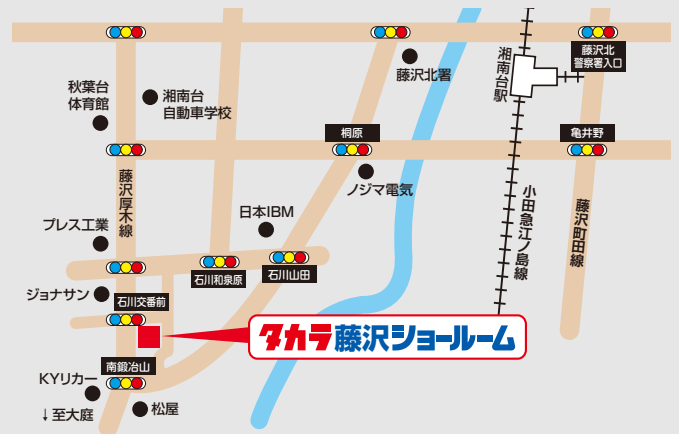 藤沢北
警察署入口
湘南台駅
藤沢北署
秋葉台
体育館
湘南台
自動車学校
桐原
亀井野
ノジマ電気
藤沢厚木線
小田急江ノ島線
藤沢町田線
日本IBM
プレス工業
石川和泉原
石川山田
ジョナサン
石川交番前
タカラ藤沢ショールーム
南鍛冶山
KYリカー
↓至大庭
松屋